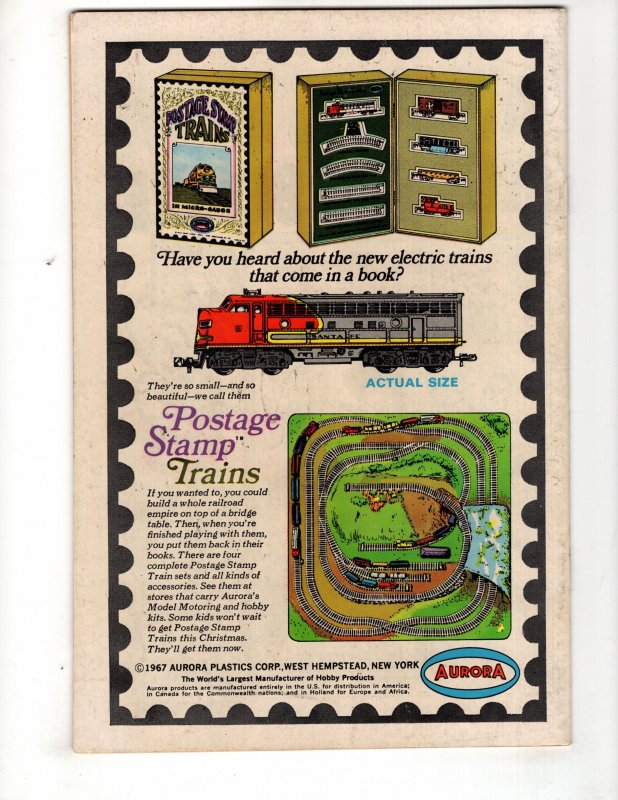 POSTAGE STAMP
TRAINS
IN MICRO-GAUGE
Have you heard about the new electric trains
that come in a book?
SANTA FE
ACTUAL SIZE
They're so small—and so
beautiful—we call them
Postage
Stamp™
Trains
If you wanted to, you could
build a whole railroad
empire on top of a bridge
table. Then, when you're
finished playing with them,
you put them back in their
books. There are four
complete Postage Stamp
Train sets and all kinds of
accessories. See them at
stores that carry Aurora's
Model Motoring and hobby
kits. Some kids won't wait
to get Postage Stamp
Trains this Christmas.
They'll get them now.
©1967 AURORA PLASTICS CORP., WEST HEMPSTEAD, NEW YORK
The World's Largest Manufacturer of Hobby Products
Aurora products are manufactured entirely in the U.S. for distribution in America;
in Canada for the Commonwealth nations; and in Holland for Europe and Africa.
AURORA